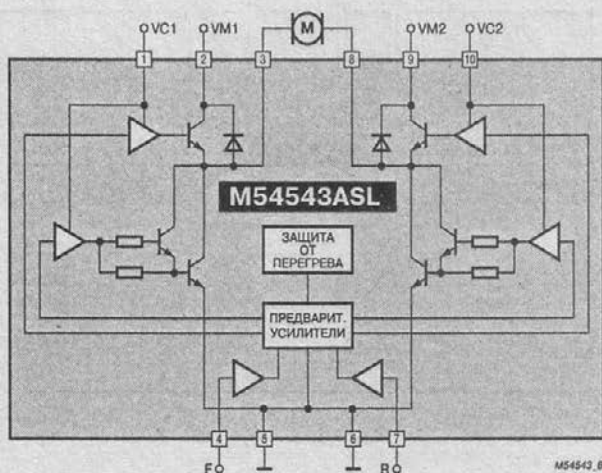 VC1 VM1 M VM2 VC2
1 2 3 8 9 10
M54543ASL
ЗАЩИТА
ОТ
ПЕРЕГРЕВА
ПРЕДВАРИТ.
УСИЛИТЕЛИ
4 5 6 7
F R